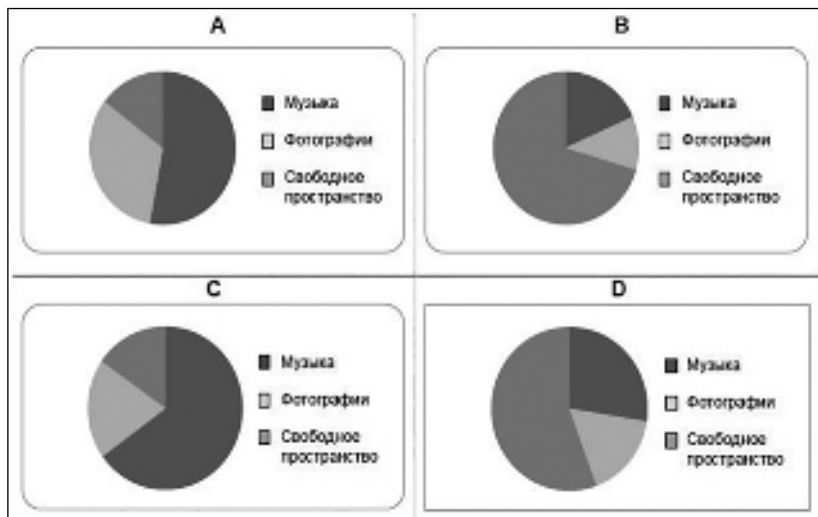 A
Музыка
Фотографии
Свободное
пространство
B
Музыка
Фотографии
Свободное
пространство
C
Музыка
Фотографии
Свободное
пространство
D
Музыка
Фотографии
Свободное
пространство